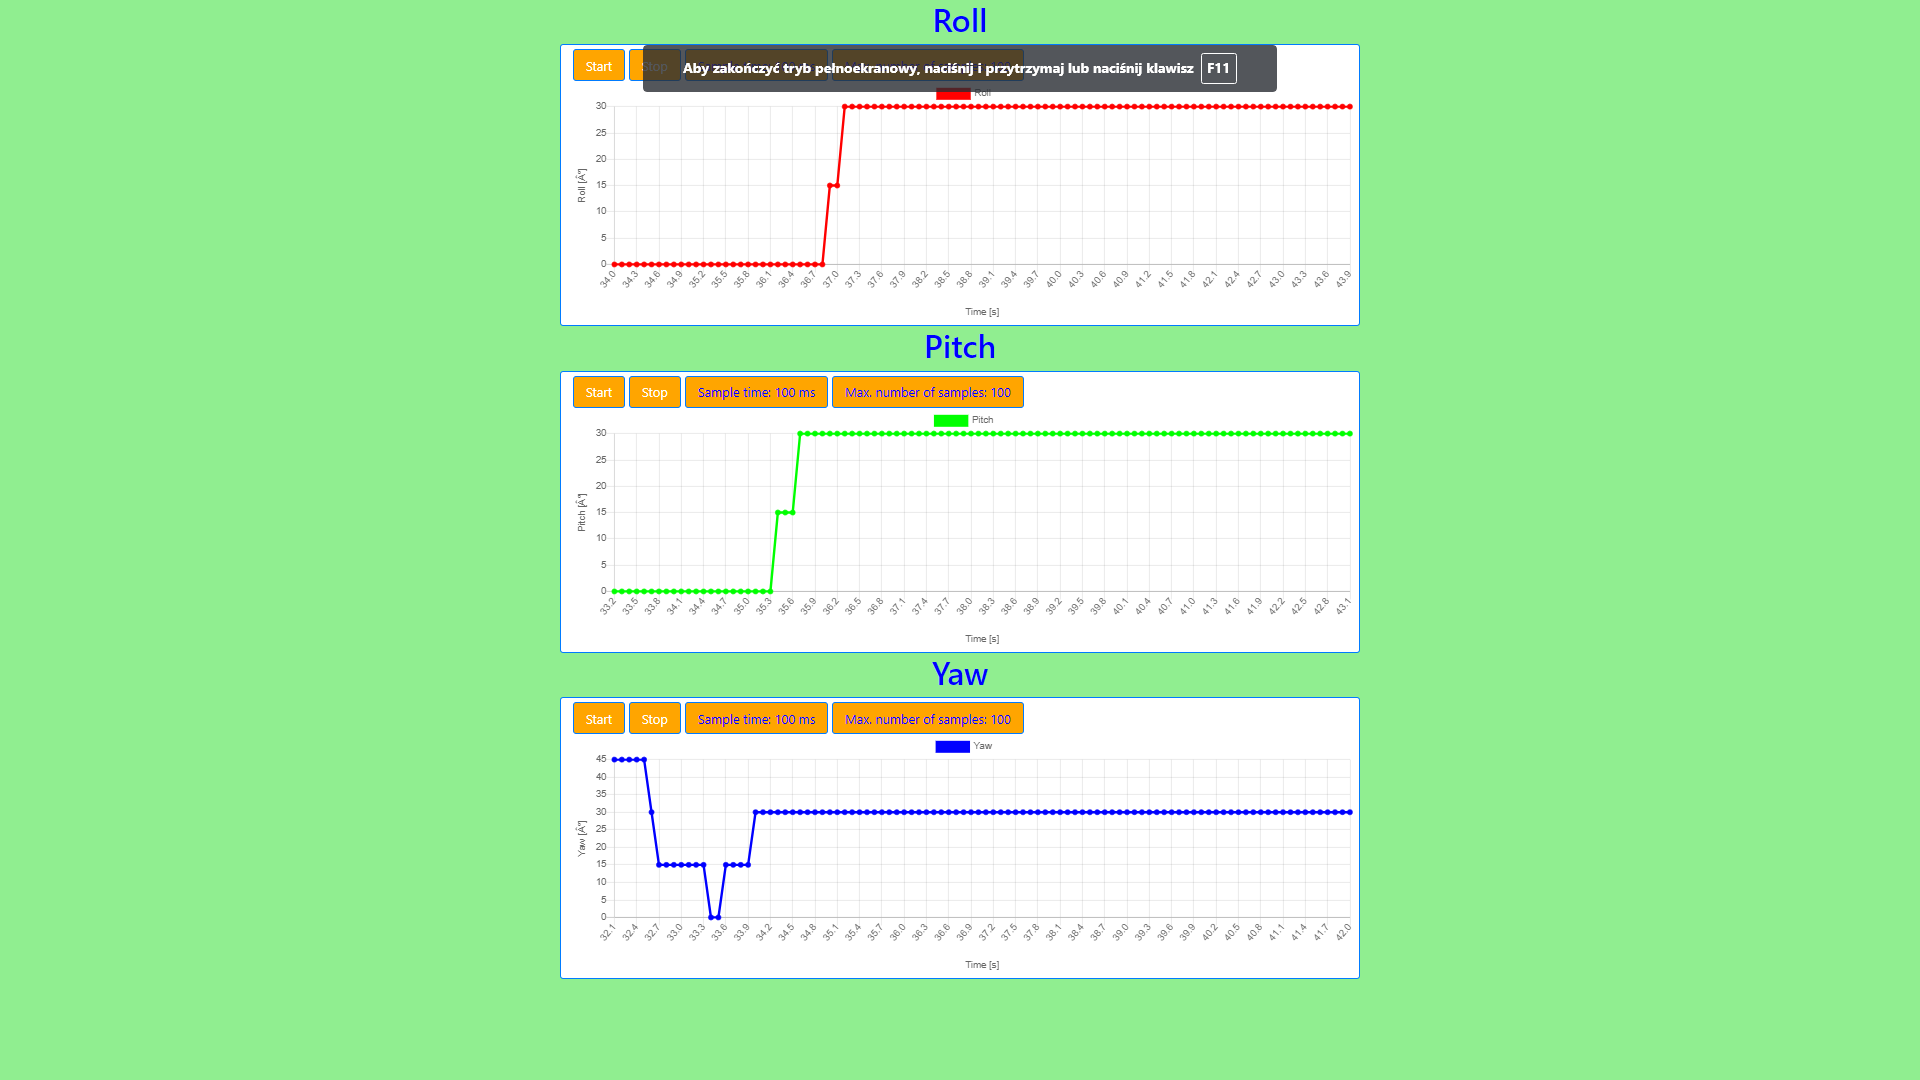 Roll
Start Stop
Aby zakończyć tryb pełnoekranowy, naciśnij i przytrzymaj lub naciśnij klawisz F11
Roll
30
25
20
15
10
5
0
Roll [Âº]
34.0 34.3 34.6 34.9 35.2 35.5 35.8 36.1 36.4 36.7 37.0 37.3 37.6 37.9 38.2 38.5 38.8 39.1 39.4 39.7 40.0 40.3 40.6 40.9 41.2 41.5 41.8 42.1 42.4 42.7 43.0 43.3 43.6 43.9
Time [s]
Pitch
Start Stop Sample time: 100 ms Max. number of samples: 100
Pitch
30
25
20
15
10
5
0
Pitch [Âº]
33.2 33.5 33.8 34.1 34.4 34.7 35.0 35.3 35.6 35.9 36.2 36.5 36.8 37.1 37.4 37.7 38.0 38.3 38.6 38.9 39.2 39.5 39.8 40.1 40.4 40.7 41.0 41.3 41.6 41.9 42.2 42.5 42.8 43.1
Time [s]
Yaw
Start Stop Sample time: 100 ms Max. number of samples: 100
Yaw
45
40
35
30
25
20
15
10
5
0
Yaw [Âº]
32.1 32.4 32.7 33.0 33.3 33.6 33.9 34.2 34.5 34.8 35.1 35.4 35.7 36.0 36.3 36.6 36.9 37.2 37.5 37.8 38.1 38.4 38.7 39.0 39.3 39.6 39.9 40.2 40.5 40.8 41.1 41.4 41.7 42.0
Time [s]